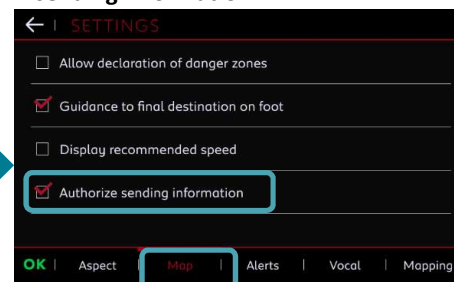 ← | SETTINGS
Allow declaration of danger zones
Guidance to final destination on foot
Display recommended speed
Authorize sending information
OK | Aspect | Map | Alerts | Vocal | Mapping